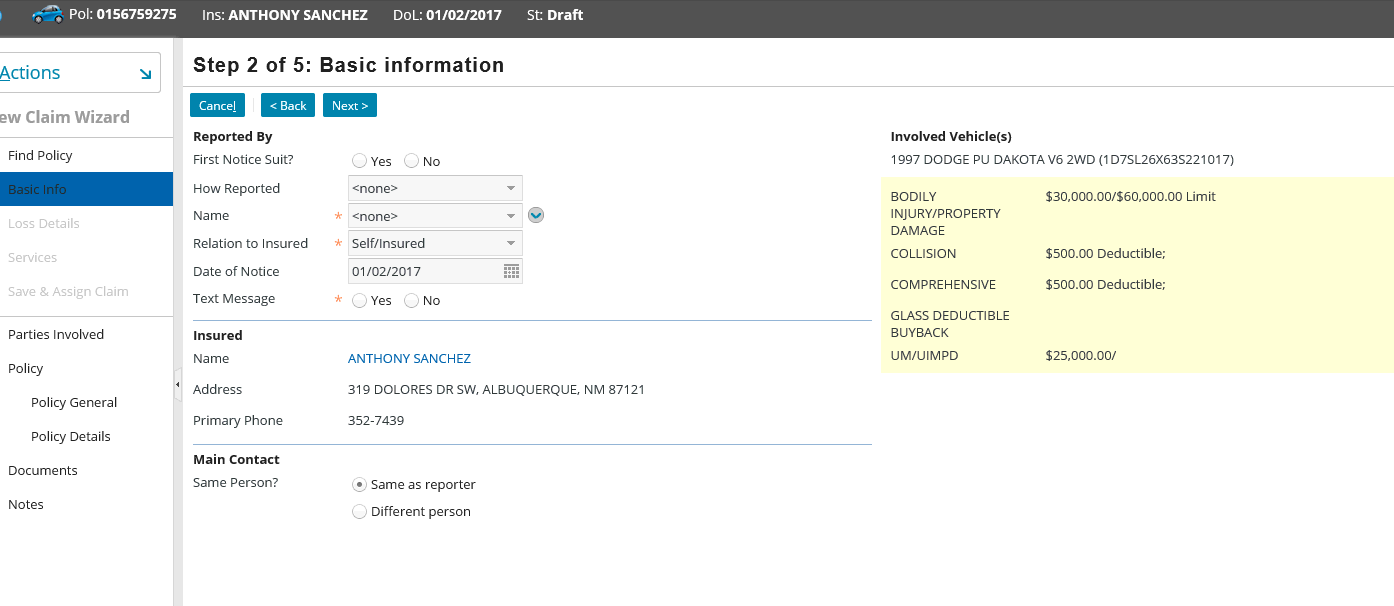 Pol: 0156759275 Ins: ANTHONY SANCHEZ DoL: 01/02/2017 St: Draft
Actions
ew Claim Wizard
Find Policy
Basic Info
Loss Details
Services
Save & Assign Claim
Parties Involved
Policy
Policy General
Policy Details
Documents
Notes
Step 2 of 5: Basic information
Cancel < Back Next >
Reported By
First Notice Suit? Yes No
How Reported <none>
Name * <none>
Relation to Insured * Self/Insured
Date of Notice 01/02/2017
Text Message * Yes No
Insured
Name ANTHONY SANCHEZ
Address 319 DOLORES DR SW, ALBUQUERQUE, NM 87121
Primary Phone 352-7439
Main Contact
Same Person? Same as reporter
Different person
Involved Vehicle(s)
1997 DODGE PU DAKOTA V6 2WD (1D7SL26X63S221017)
BODILY $30,000.00/$60,000.00 Limit
INJURY/PROPERTY
DAMAGE
COLLISION $500.00 Deductible;
COMPREHENSIVE $500.00 Deductible;
GLASS DEDUCTIBLE
BUYBACK
UM/UIMPD $25,000.00/